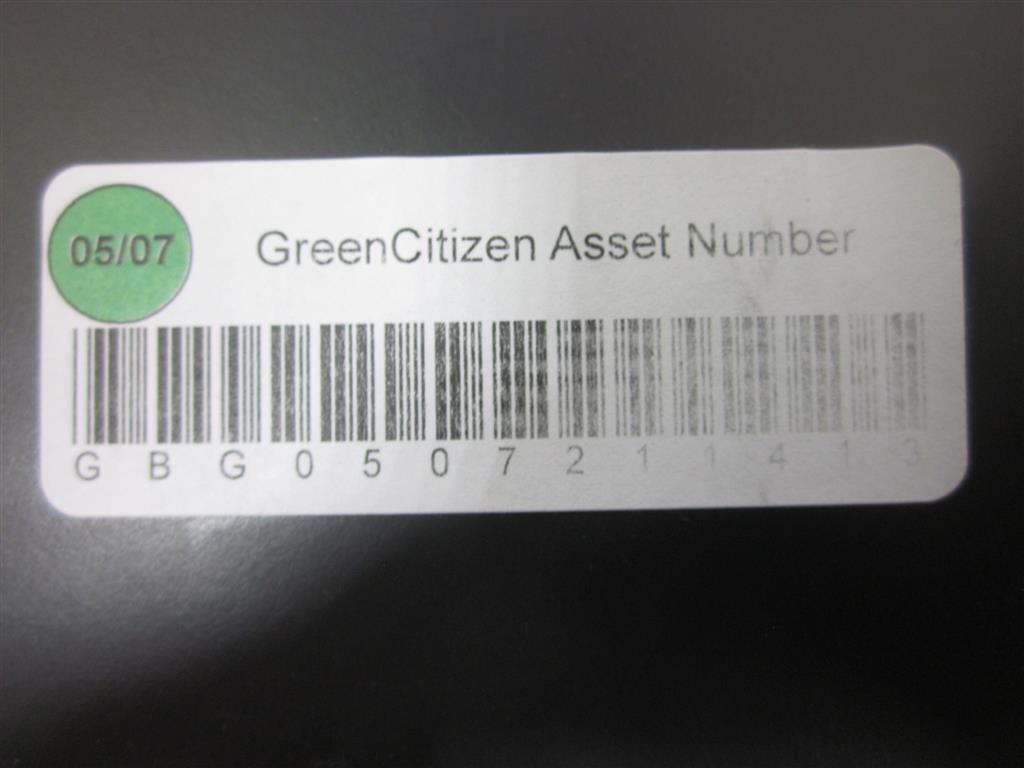 05/07
GreenCitizen Asset Number
G B G 0 5 0 7 2 1 1 4 1 3